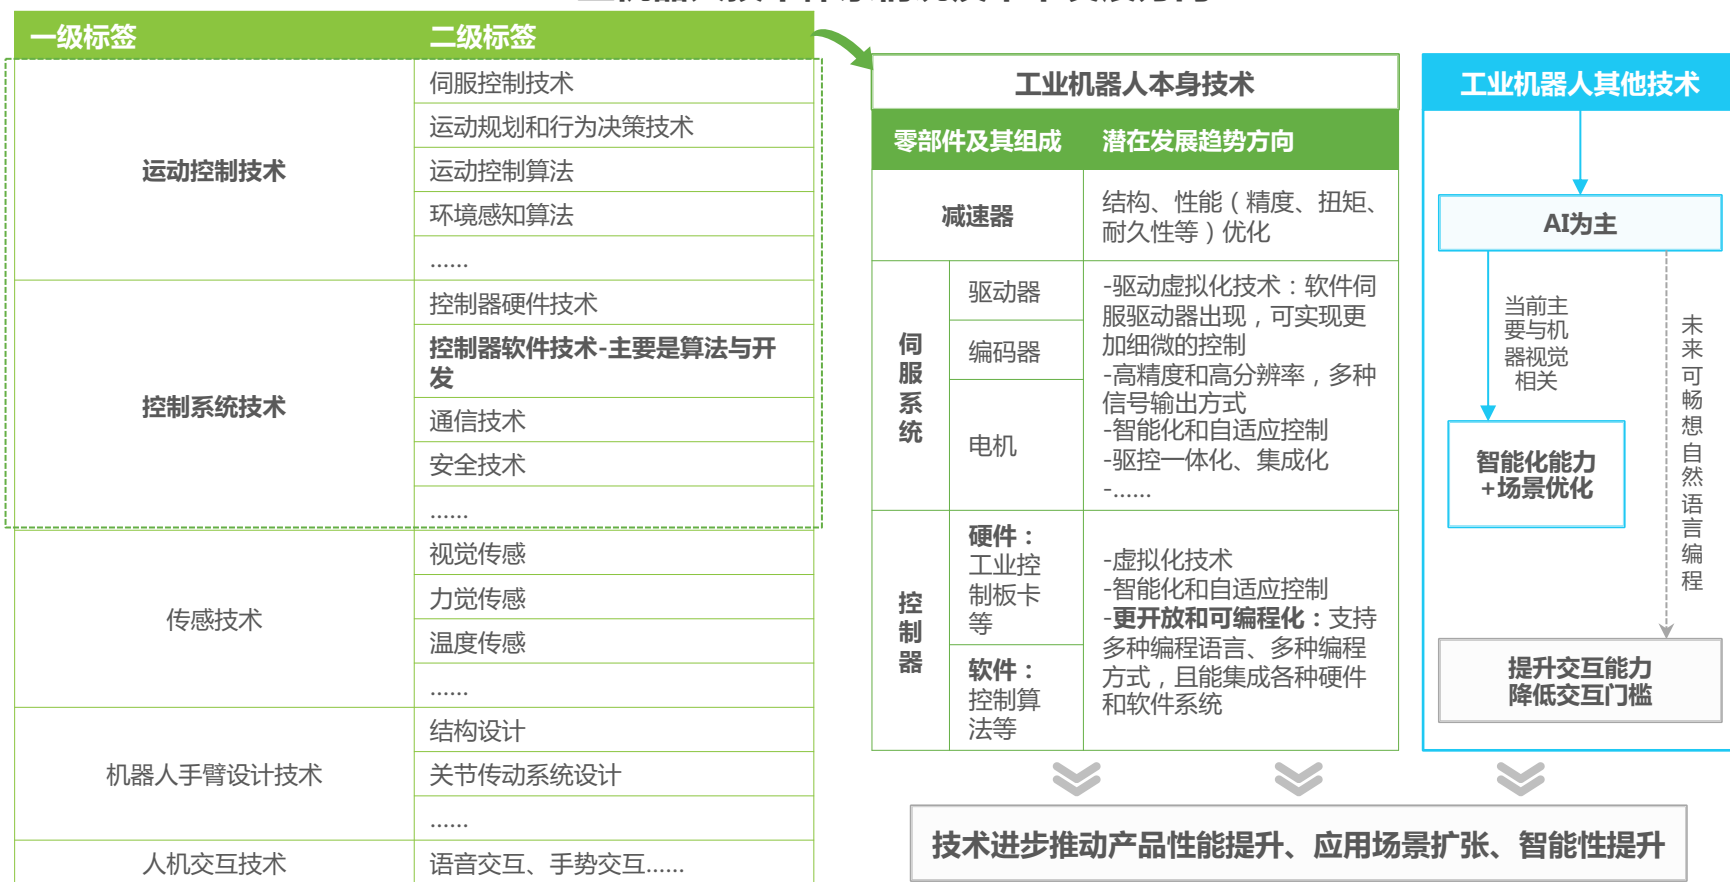 一级标签
二级标签
运动控制技术
伺服控制技术
运动规划和行为决策技术
运动控制算法
环境感知算法
......
控制系统技术
控制器硬件技术
控制器软件技术-主要是算法与开
发
通信技术
安全技术
......
传感技术
视觉传感
力觉传感
温度传感
......
机器人手臂设计技术
结构设计
关节传动系统设计
......
人机交互技术
语音交互、手势交互......
工业机器人本身技术
零部件及其组成
潜在发展趋势方向
减速器
结构、性能（精度、扭矩、
耐久性等）优化
伺
服
系
统
驱动器
编码器
电机
-驱动虚拟化技术：软件伺
服驱动器出现，可实现更
加细微的控制
-高精度和高分辨率，多种
信号输出方式
-智能化和自适应控制
-驱控一体化、集成化
-......
控
制
器
硬件：
工业控
制板卡
等
软件：
控制算
法等
-虚拟化技术
-智能化和自适应控制
-更开放和可编程化：支持
多种编程语言、多种编程
方式，且能集成各种硬件
和软件系统
工业机器人其他技术
AI为主
当前主
要与机
器视觉
相关
未来可畅想自然语言编程
智能化能力
+场景优化
提升交互能力
降低交互门槛
技术进步推动产品性能提升、应用场景扩张、智能性提升